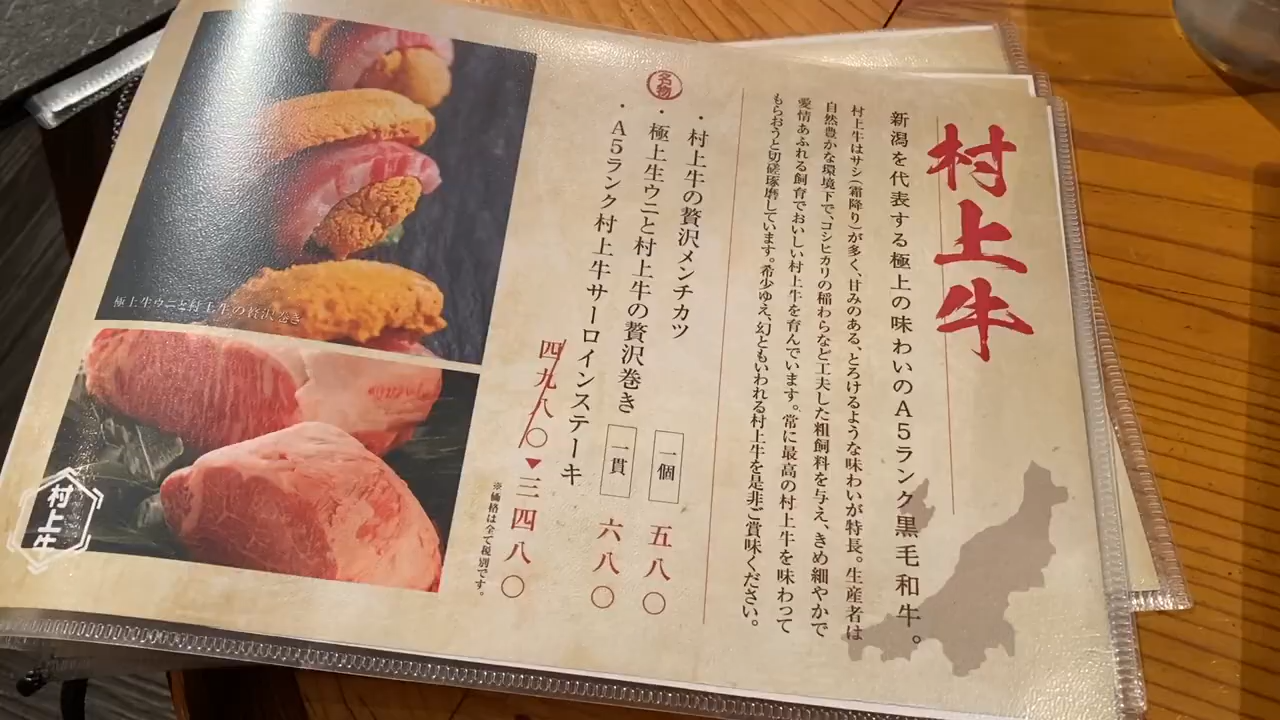 村上牛
新潟を代表する極上の味わいのA5ランク黒毛和牛。
村上牛はサシ(霜降り)が多く、甘みのある、とろけるような味わいが特長。生産者は
自然豊かな環境下で、コシヒカリの稲わらなど工夫した粗飼料を与え、きめ細やかで
愛情あふれる飼育でおいしい村上牛を育んでいます。常に最高の村上牛を味わって
もらおうと切磋琢磨しています。希少ゆえ、幻ともいわれる村上牛を是非ご賞味ください。
名物
・村上牛の贅沢メンチカツ 一個 五八〇
・極上生ウニと村上牛の贅沢巻き 一貫 六八〇
・A5ランク村上牛サーロインステーキ
四九八〇▼三四八〇
※価格は全て税別です。
極上生ウニと村上牛の贅沢巻き
村上牛